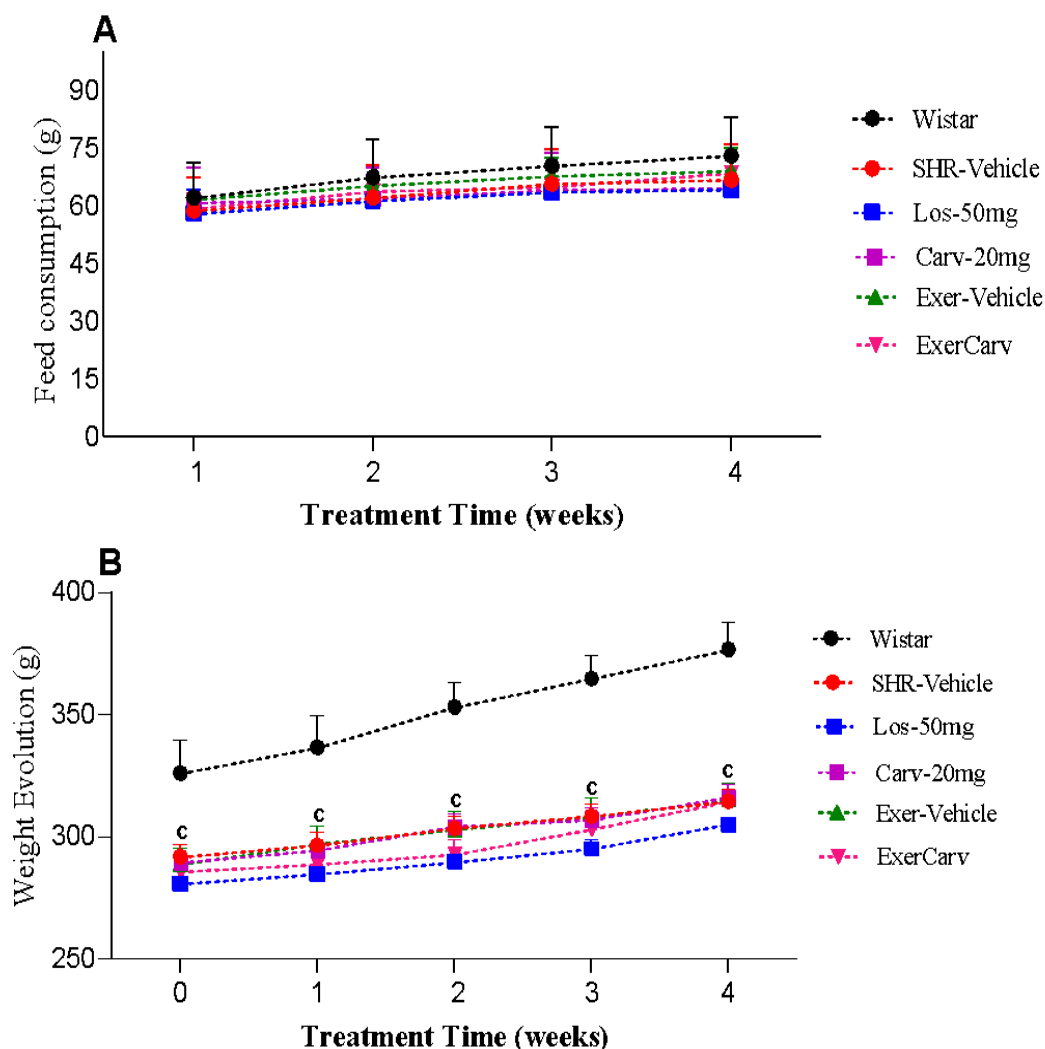 A
Feed consumption (g)
90
75
60
45
30
15
0
1 2 3 4
Treatment Time (weeks)
Wistar
SHR-Vehicle
Los-50mg
Carv-20mg
Exer-Vehicle
ExerCarv
B
Weight Evolution (g)
400
350
300
250
c c c c c
0 1 2 3 4
Treatment Time (weeks)
Wistar
SHR-Vehicle
Los-50mg
Carv-20mg
Exer-Vehicle
ExerCarv